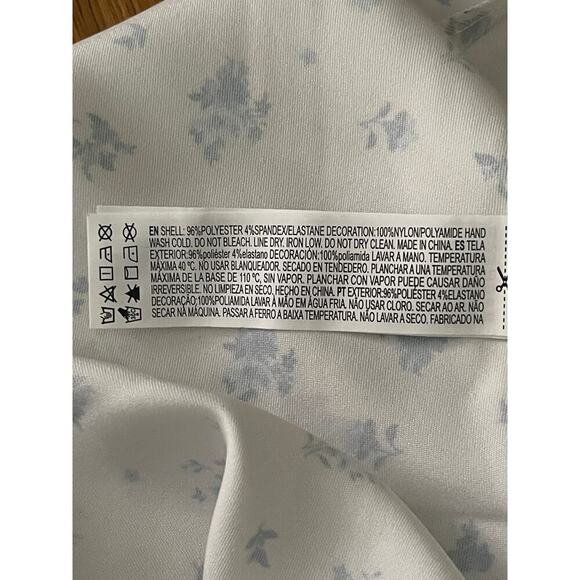 EN SHELL: 96%POLYESTER 4%SPANDEX/ELASTANE DECORATION:100%NYLON/POLYAMIDE HAND
WASH COLD. DO NOT BLEACH. LINE DRY. IRON LOW. DO NOT DRY CLEAN. MADE IN CHINA. ES TELA
EXTERIOR:96%poliéster 4%elastano DECORACIÓN:100%poliamida LAVAR A MANO. TEMPERATURA
MÁXIMA 40 ºC. NO USAR BLANQUEADOR. SECADO EN TENDEDERO. PLANCHAR A UNA TEMPERATURA
MÁXIMA DE LA BASE DE 110 ºC, SIN VAPOR. PLANCHAR CON VAPOR PUEDE CAUSAR DAÑO
IRREVERSIBLE. NO LIMPIEZA EN SECO, HECHO EN CHINA. PT EXTERIOR:96%POLIÉSTER 4%ELASTANO
DECORAÇÃO:100%POLIAMIDA LAVAR À MÃO EM ÁGUA FRIA. NÃO USAR CLORO. SECAR AO AR. NÃO
SECAR NA MÁQUINA. PASSAR A FERRO A BAIXA TEMPERATURA. NÃO LAVAR A SECO. FABRICADO NA